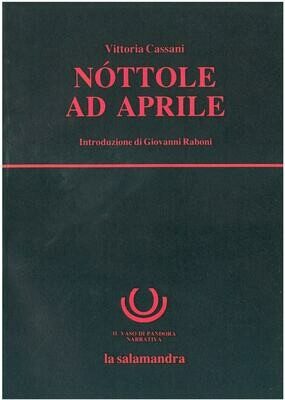 Vittoria Cassani
NÓTTOLE
AD APRILE
Introduzione di Giovanni Raboni
IL VASO DI PANDORA
NARRATIVA
la salamandra